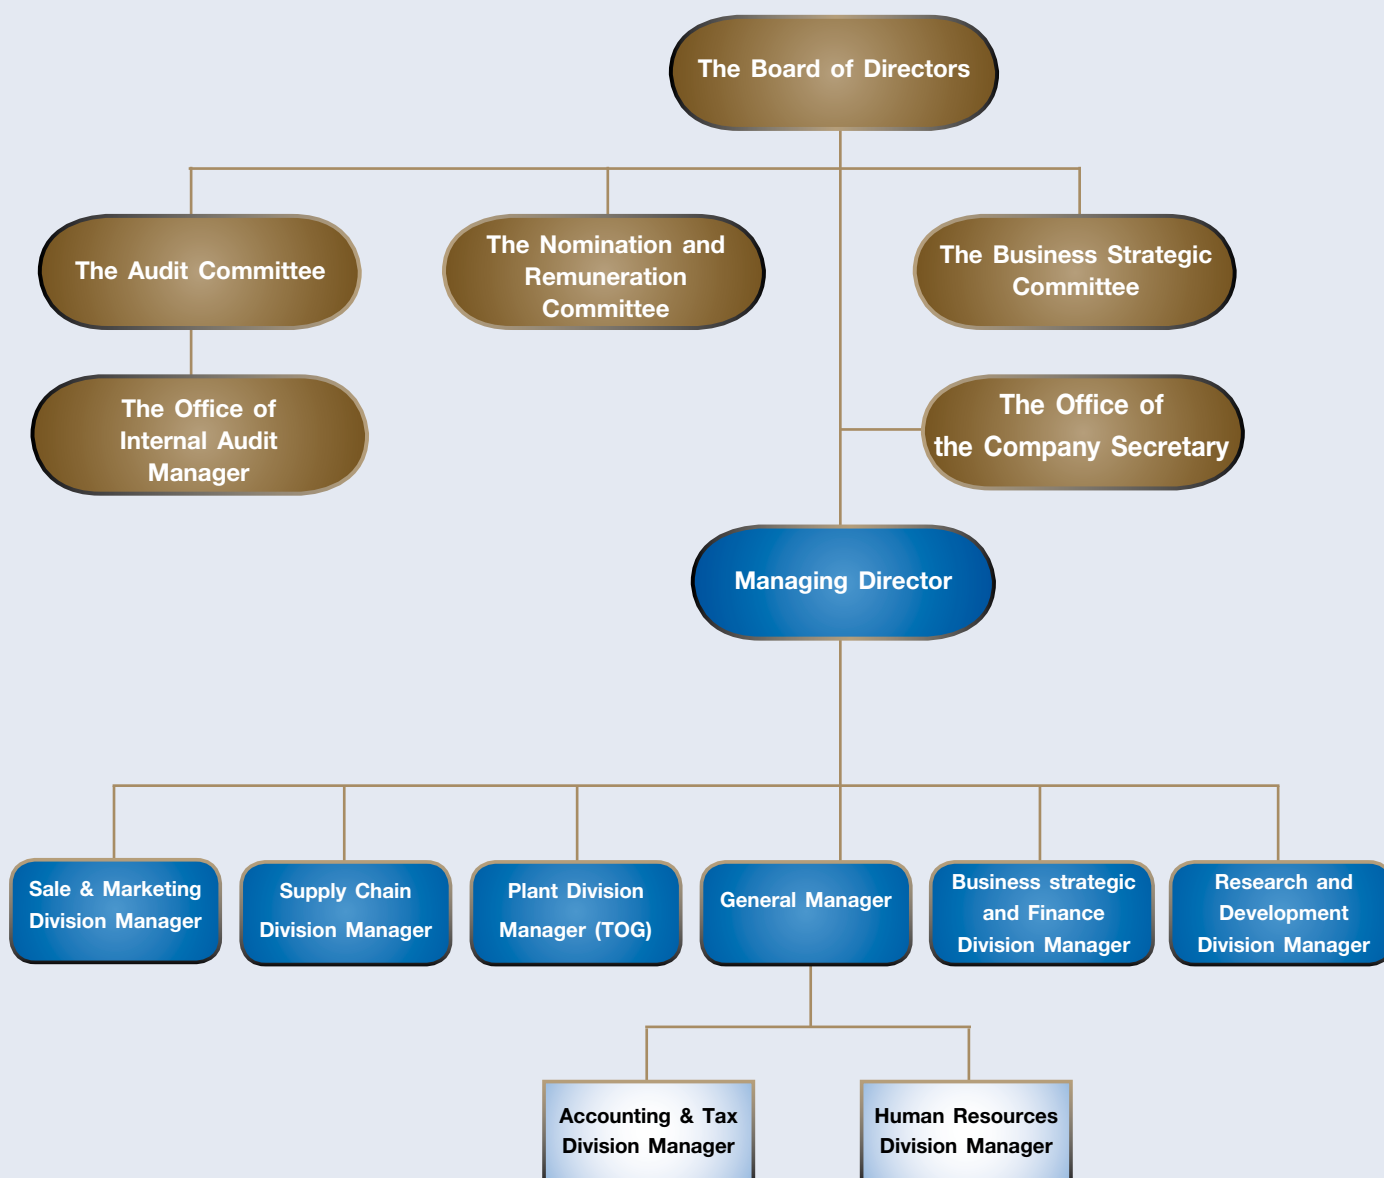 The Board of Directors
The Audit Committee
The Nomination and
Remuneration
Committee
The Business Strategic
Committee
The Office of
Internal Audit
Manager
The Office of
the Company Secretary
Managing Director
Sale & Marketing
Division Manager
Supply Chain
Division Manager
Plant Division
Manager (TOG)
General Manager
Business strategic
and Finance
Division Manager
Research and
Development
Division Manager
Accounting & Tax
Division Manager
Human Resources
Division Manager